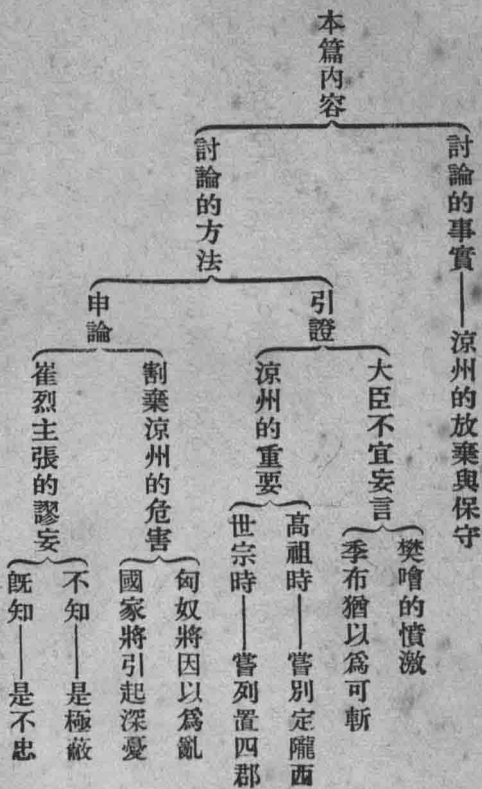 本篇內容
討論的事實——涼州的放棄與保守
討論的方法
引證
大臣不宜妄言
樊噲的憤激
季布猶以為可斬
涼州的重要
高祖時——嘗別定隴西
世宗時——嘗列置四郡
申論
割棄涼州的危害
匈奴將因以為亂
國家將引起深憂
崔烈主張的謬妄
不知——是極蔽
既知——是不忠